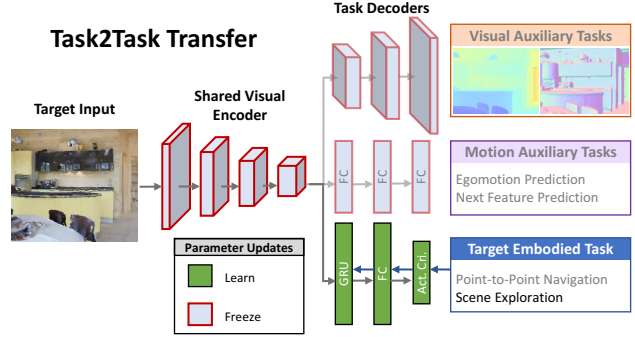 Task2Task Transfer
Task Decoders
Visual Auxiliary Tasks
Target Input
Shared Visual
Encoder
FC
FC
FC
Motion Auxiliary Tasks
Egomotion Prediction
Next Feature Prediction
Parameter Updates
Learn
Freeze
GRU
FC
Act. Cri.
Target Embodied Task
Point-to-Point Navigation
Scene Exploration